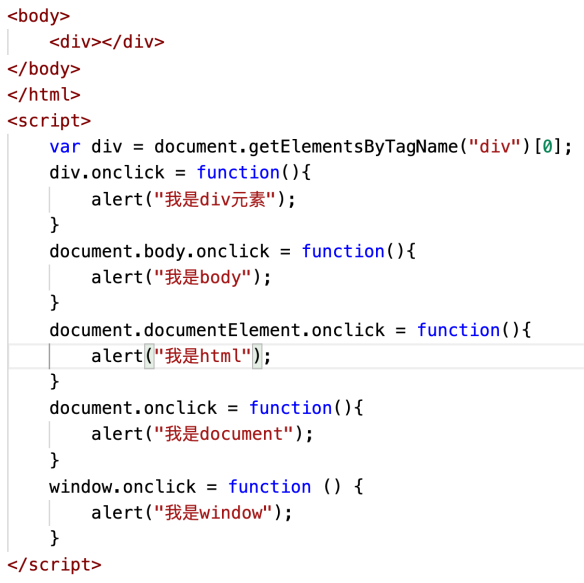 <body>
    <div></div>
</body>
</html>
<script>
    var div = document.getElementsByTagName("div")[0];
    div.onclick = function(){
        alert("我是div元素");
    }
    document.body.onclick = function(){
        alert("我是body");
    }
    document.documentElement.onclick = function(){
        alert("我是html");
    }
    document.onclick = function(){
        alert("我是document");
    }
    window.onclick = function () {
        alert("我是window");
    }
</script>